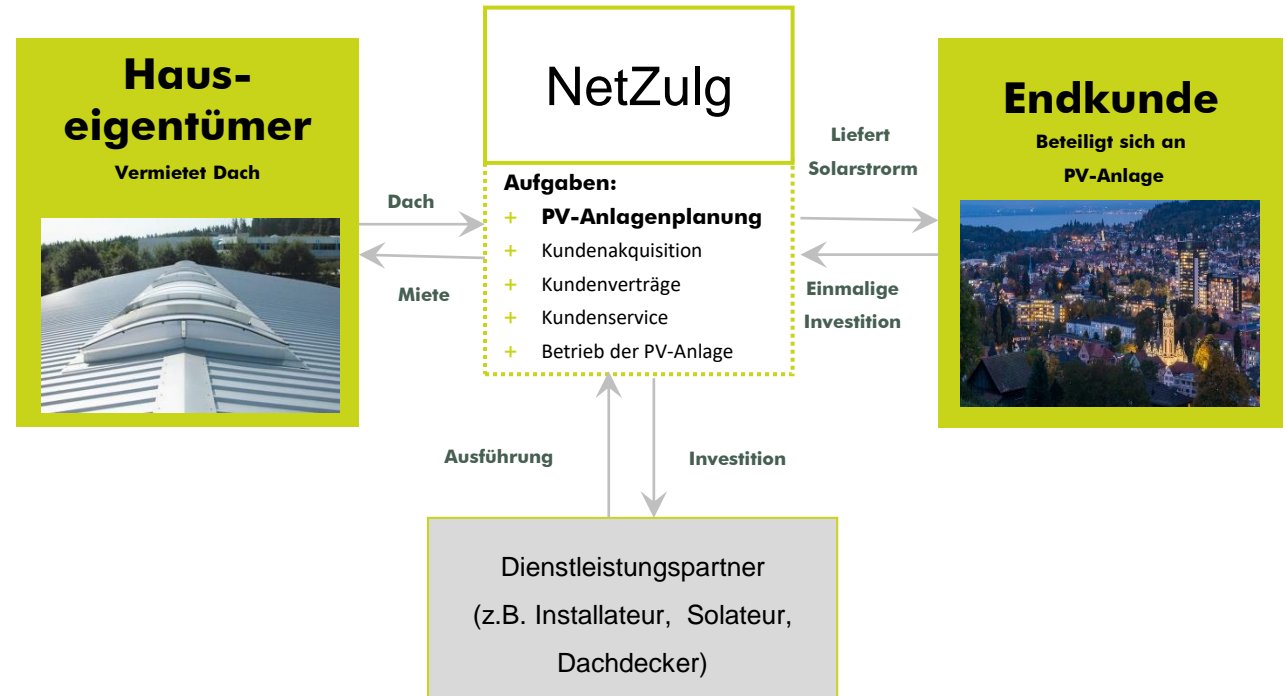 Haus-
eigentümer
Vermietet Dach
Dach
Miete
NetZulg
Aufgaben:
+ PV-Anlagenplanung
+ Kundenakquisition
+ Kundenverträge
+ Kundenservice
+ Betrieb der PV-Anlage
Liefert
Solarstrorm
Einmalige
Investition
Endkunde
Beteiligt sich an
PV-Anlage
Ausführung
Investition
Dienstleistungspartner
(z.B. Installateur, Solateur,
Dachdecker)